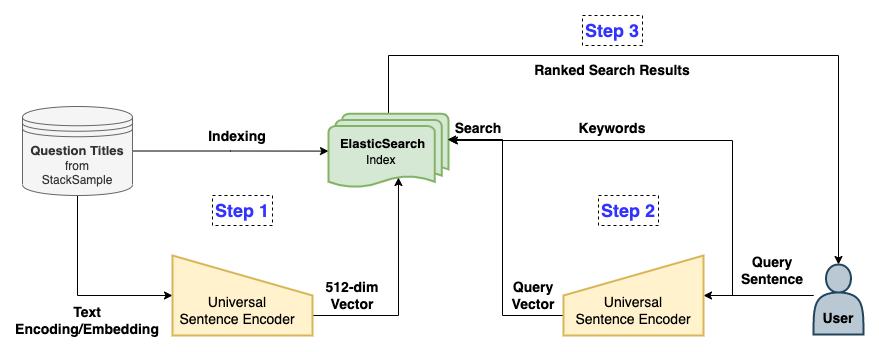 Step 3
Ranked Search Results
Indexing
ElasticSearch
Index
Search
Keywords
Question Titles
from
StackSample
Step 1
Step 2
Text
Encoding/Embedding
Universal
Sentence Encoder
512-dim
Vector
Query
Vector
Universal
Sentence Encoder
Query
Sentence
User